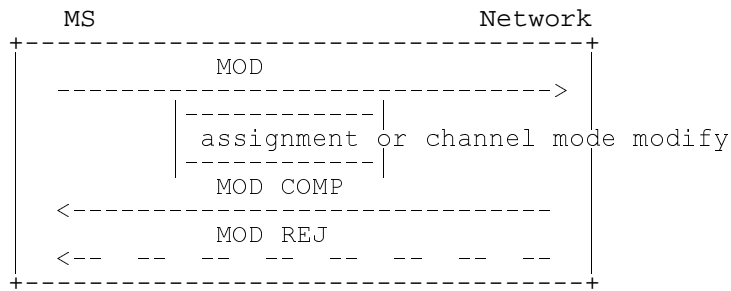 MS Network
MOD
assignment or channel mode modify
MOD COMP
MOD REJ